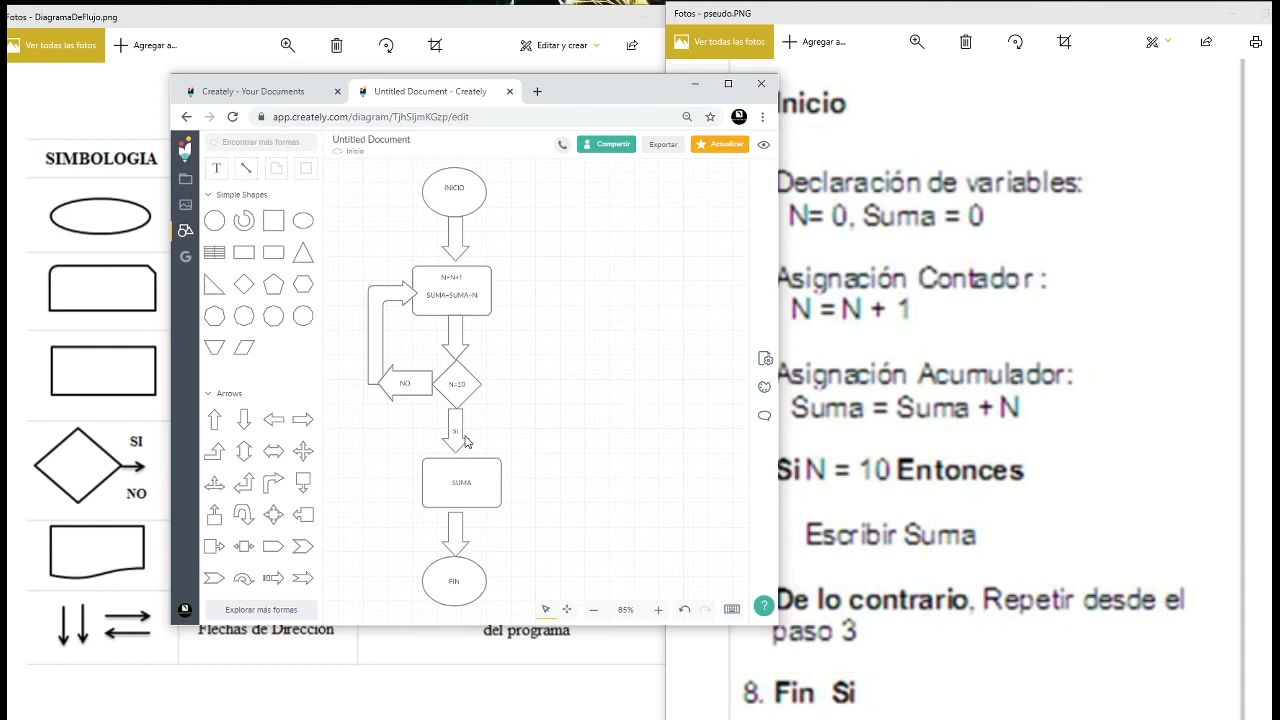 Fotos - DiagramaDeFlujo.png
Ver todas las fotos
Agregar a...
Editar y crear
SIMBOLOGIA
SI
NO
Flechas de Dirección
del programa
Creately - Your Documents
Untitled Document - Creately
app.creately.com/diagram/TjhSljmKGzp/edit
Encontrar más formas
Untitled Document
Inicio
Compartir
Exportar
Actualizar
T
Simple Shapes
Arrows
Explorar más formas
G
INICIO
N=N+1
SUMA=SUMA-N
NO
N=10
SI
SUMA
FIN
85%
?
Fotos - pseudo.PNG
Ver todas las fotos
Agregar a...
Inicio
Declaración de variables:
N= 0, Suma = 0
Asignación Contador :
N = N + 1
Asignación Acumulador:
Suma = Suma + N
Si N = 10 Entonces
Escribir Suma
De lo contrario, Repetir desde el
paso 3
8. Fin Si